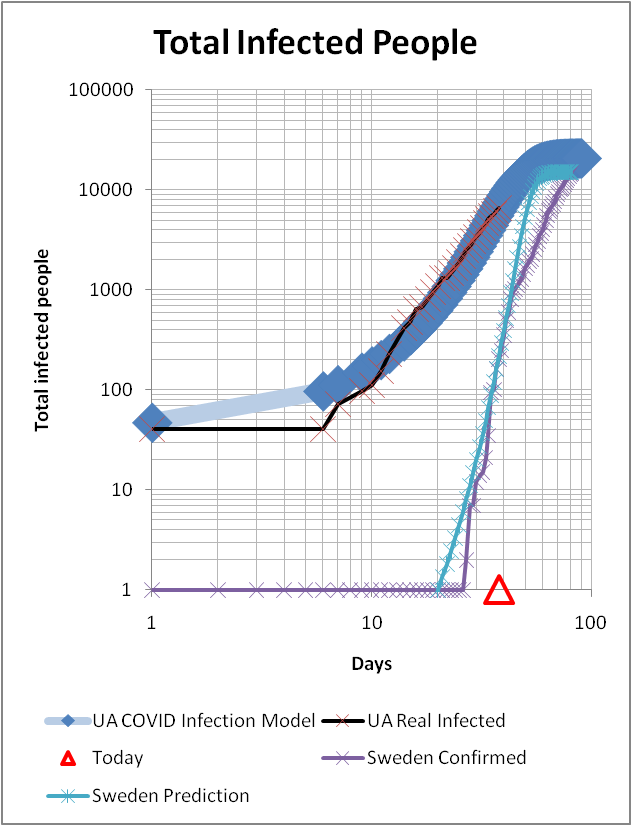 Total Infected People
Total infected people
100000
10000
1000
100
10
1
1 10 100
Days
UA COVID Infection Model UA Real Infected
Today Sweden Confirmed
Sweden Prediction